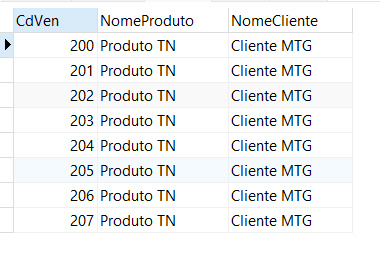 CdVen NomeProduto NomeCliente
200 Produto TN Cliente MTG
201 Produto TN Cliente MTG
202 Produto TN Cliente MTG
203 Produto TN Cliente MTG
204 Produto TN Cliente MTG
205 Produto TN Cliente MTG
206 Produto TN Cliente MTG
207 Produto TN Cliente MTG